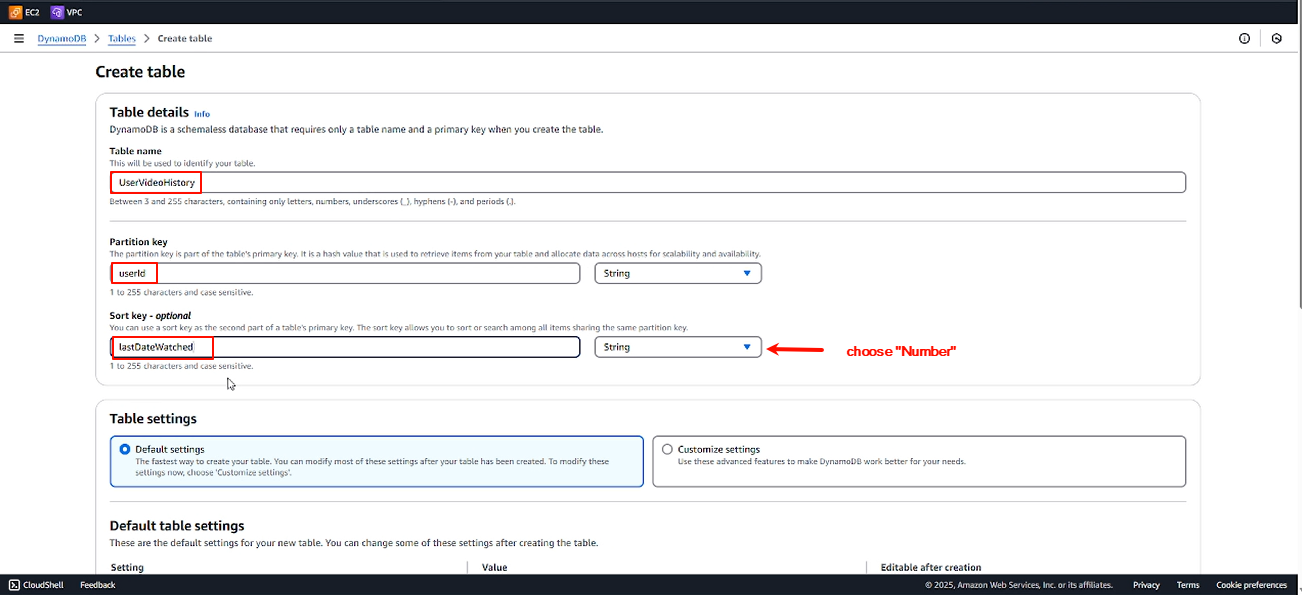 EC2 VPC
DynamoDB > Tables > Create table
Create table
Table details Info
DynamoDB is a schemaless database that requires only a table name and a primary key when you create the table.
Table name
This will be used to identify your table.
UserVideoHistory
Between 3 and 255 characters, containing only letters, numbers, underscores (_), hyphens (-), and periods (.).
Partition key
The partition key is part of the table's primary key. It is a hash value that is used to retrieve items from your table and allocate data across hosts for scalability and availability.
userId String
1 to 255 characters and case sensitive.
Sort key - optional
You can use a sort key as the second part of a table's primary key. The sort key allows you to sort or search among all items sharing the same partition key.
lastDateWatched String choose "Number"
1 to 255 characters and case sensitive.
Table settings
Default settings Customize settings
The fastest way to create your table. You can modify most of these settings after your table has been created. To modify these Use these advanced features to make DynamoDB work better for your needs.
settings now, choose 'Customize settings'.
Default table settings
These are the default settings for your new table. You can change some of these settings after creating the table.
Setting Value Editable after creation
CloudShell Feedback © 2025, Amazon Web Services, Inc. or its affiliates. Privacy Terms Cookie preferences